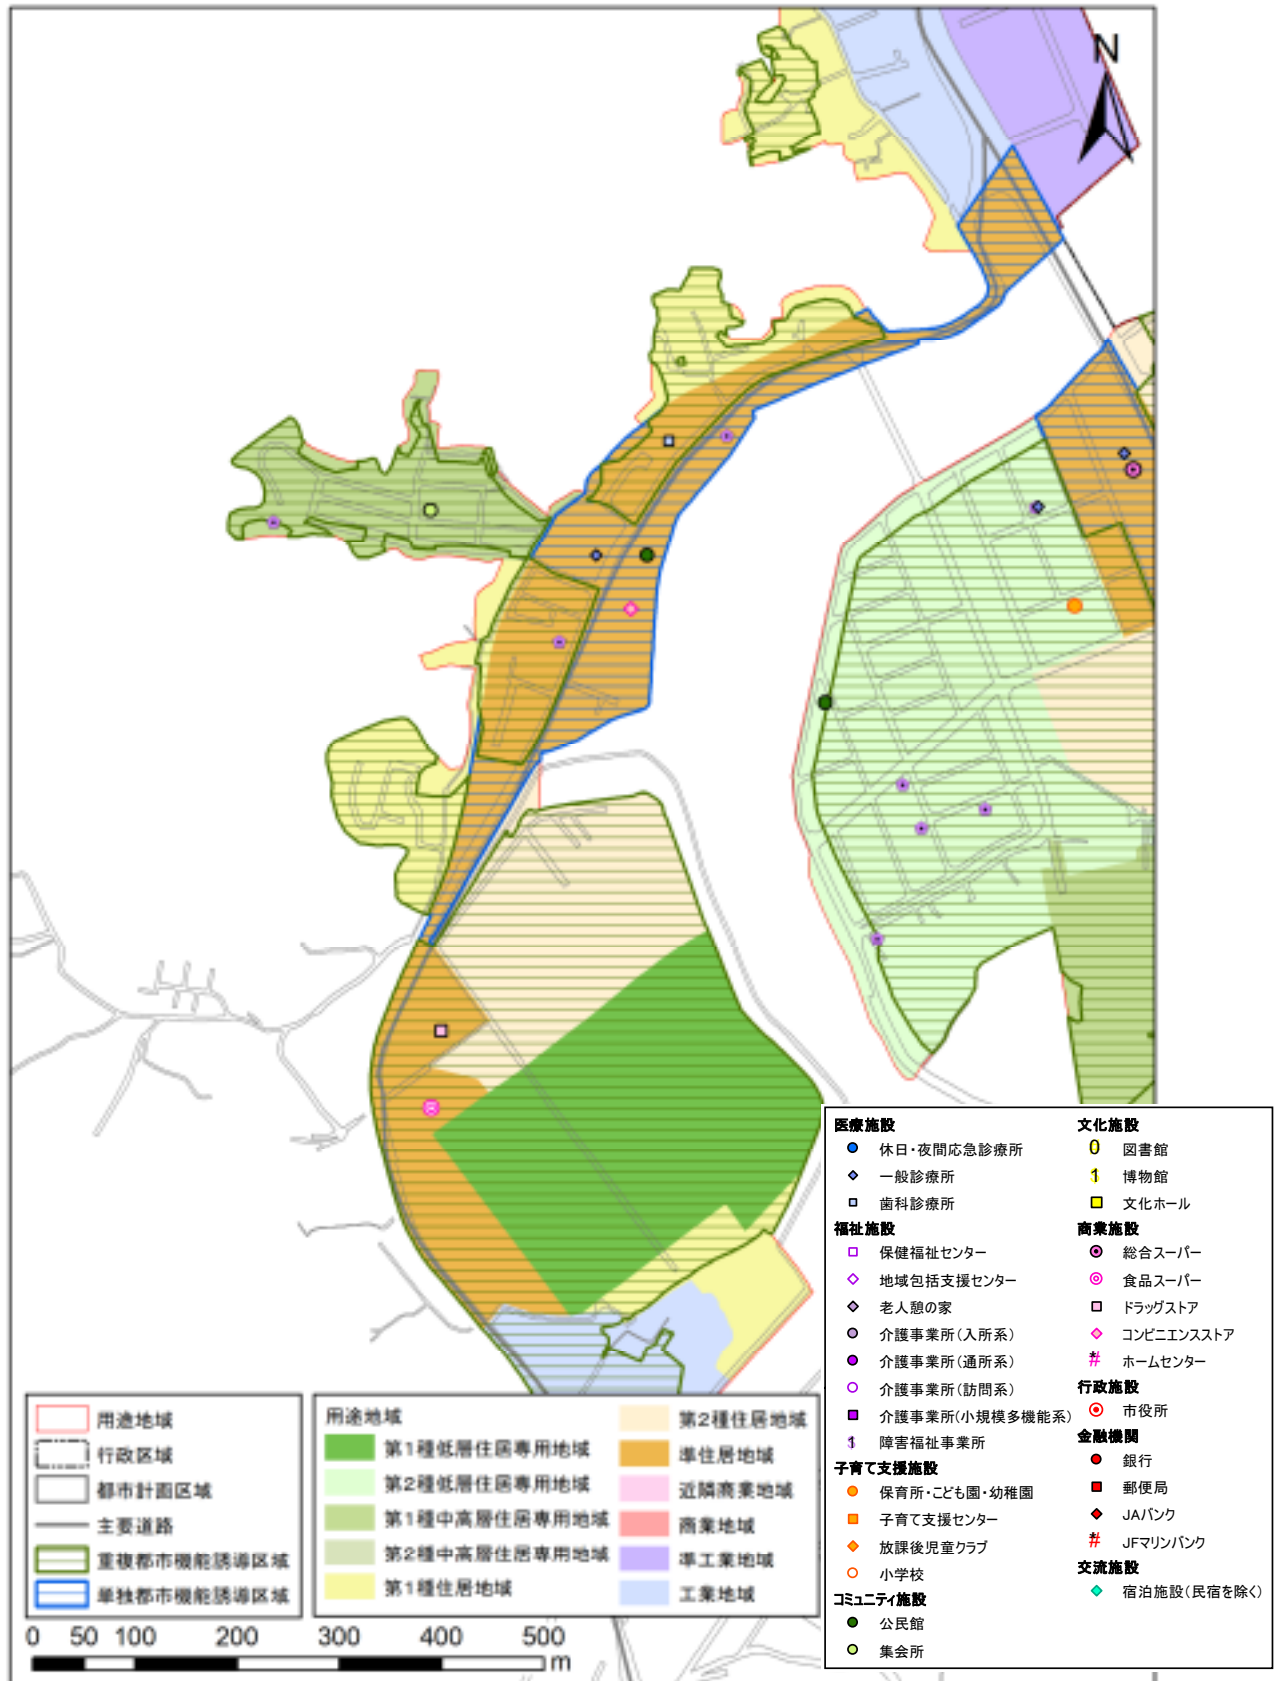 N
医療施設
休日・夜間応急診療所
一般診療所
歯科診療所
福祉施設
保健福祉センター
地域包括支援センター
老人憩の家
介護事業所(入所系)
介護事業所(通所系)
介護事業所(訪問系)
介護事業所(小規模多機能系)
1 障害福祉事業所
子育て支援施設
保育所・こども園・幼稚園
子育て支援センター
放課後児童クラブ
小学校
コミュニティ施設
公民館
集会所
文化施設
0 図書館
1 博物館
文化ホール
商業施設
総合スーパー
食品スーパー
ドラッグストア
コンビニエンスストア
# ホームセンター
行政施設
市役所
金融機関
銀行
郵便局
JAバンク
# JFマリンバンク
交流施設
宿泊施設(民宿を除く)
用途地域
行政区域
都市計画区域
主要道路
重複都市機能誘導区域
単独都市機能誘導区域
用途地域
第1種低層住居専用地域
第2種低層住居専用地域
第1種中高層住居専用地域
第2種中高層住居専用地域
第1種住居地域
第2種住居地域
準住居地域
近隣商業地域
商業地域
準工業地域
工業地域
0 50 100 200 300 400 500
m